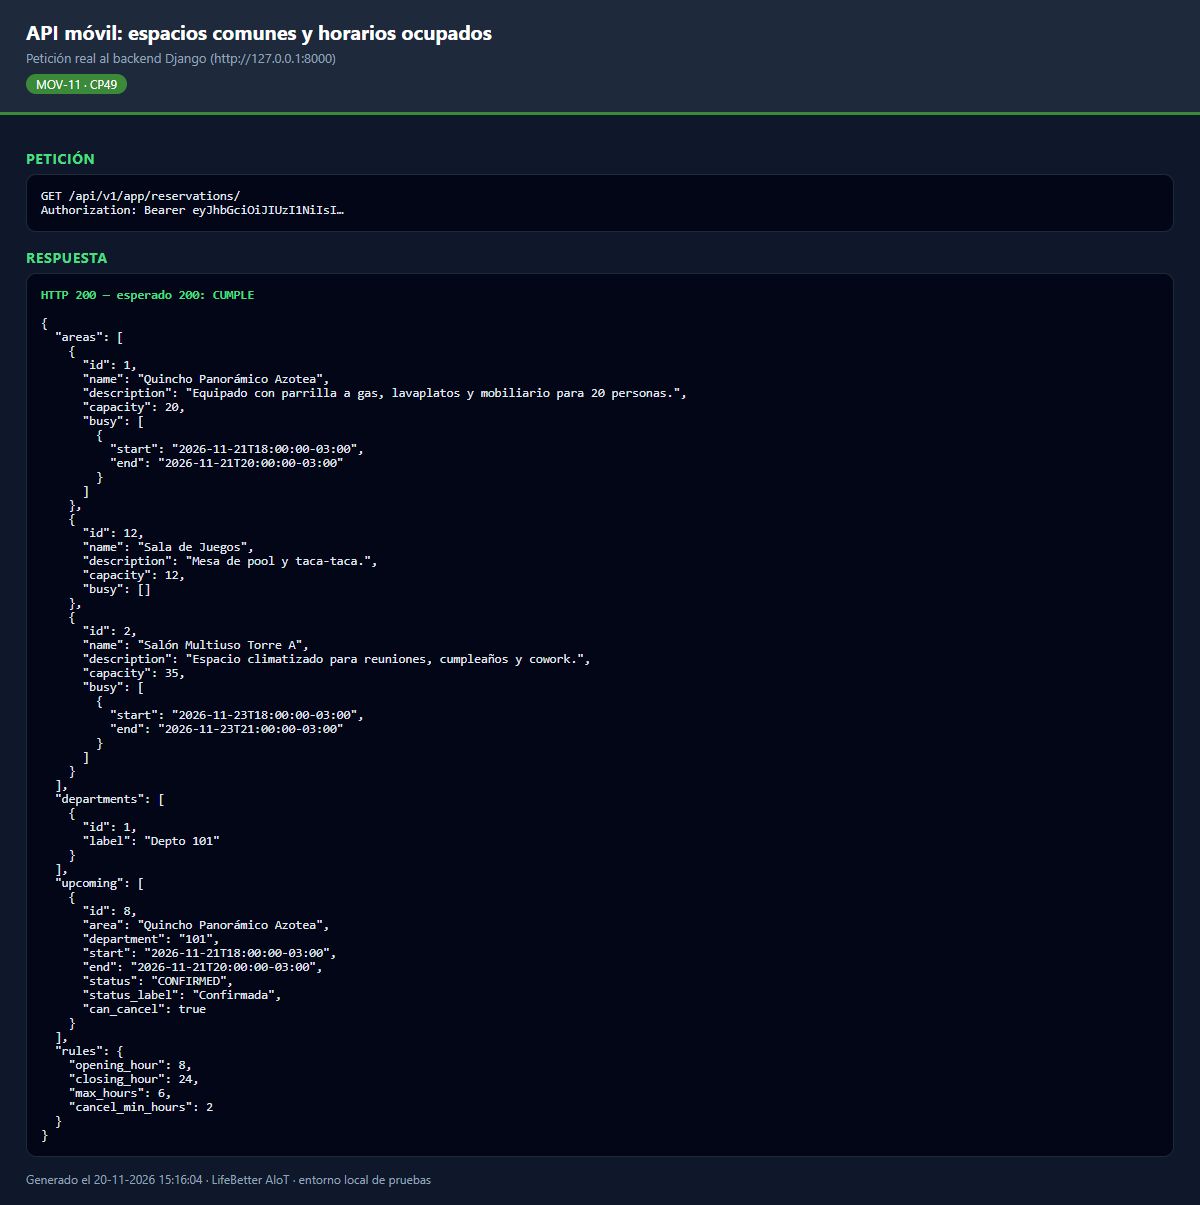 API móvil: espacios comunes y horarios ocupados
Petición real al backend Django (http://127.0.0.1:8000)
MOV-11 · CP49
PETICIÓN
GET /api/v1/app/reservations/
Authorization: Bearer eyJhbGciOiJIUzI1NiIsI…
RESPUESTA
HTTP 200 — esperado 200: CUMPLE
{
  "areas": [
    {
      "id": 1,
      "name": "Quincho Panorámico Azotea",
      "description": "Equipado con parrilla a gas, lavaplatos y mobiliario para 20 personas.",
      "capacity": 20,
      "busy": [
        {
          "start": "2026-11-21T18:00:00-03:00",
          "end": "2026-11-21T20:00:00-03:00"
        }
      ]
    },
    {
      "id": 12,
      "name": "Sala de Juegos",
      "description": "Mesa de pool y taca-taca.",
      "capacity": 12,
      "busy": []
    },
    {
      "id": 2,
      "name": "Salón Multiuso Torre A",
      "description": "Espacio climatizado para reuniones, cumpleaños y cowork.",
      "capacity": 35,
      "busy": [
        {
          "start": "2026-11-23T18:00:00-03:00",
          "end": "2026-11-23T21:00:00-03:00"
        }
      ]
    }
  ],
  "departments": [
    {
      "id": 1,
      "label": "Depto 101"
    }
  ],
  "upcoming": [
    {
      "id": 8,
      "area": "Quincho Panorámico Azotea",
      "department": "101",
      "start": "2026-11-21T18:00:00-03:00",
      "end": "2026-11-21T20:00:00-03:00",
      "status": "CONFIRMED",
      "status_label": "Confirmada",
      "can_cancel": true
    }
  ],
  "rules": {
    "opening_hour": 8,
    "closing_hour": 24,
    "max_hours": 6,
    "cancel_min_hours": 2
  }
}
Generado el 20-11-2026 15:16:04 · LifeBetter AIoT · entorno local de pruebas